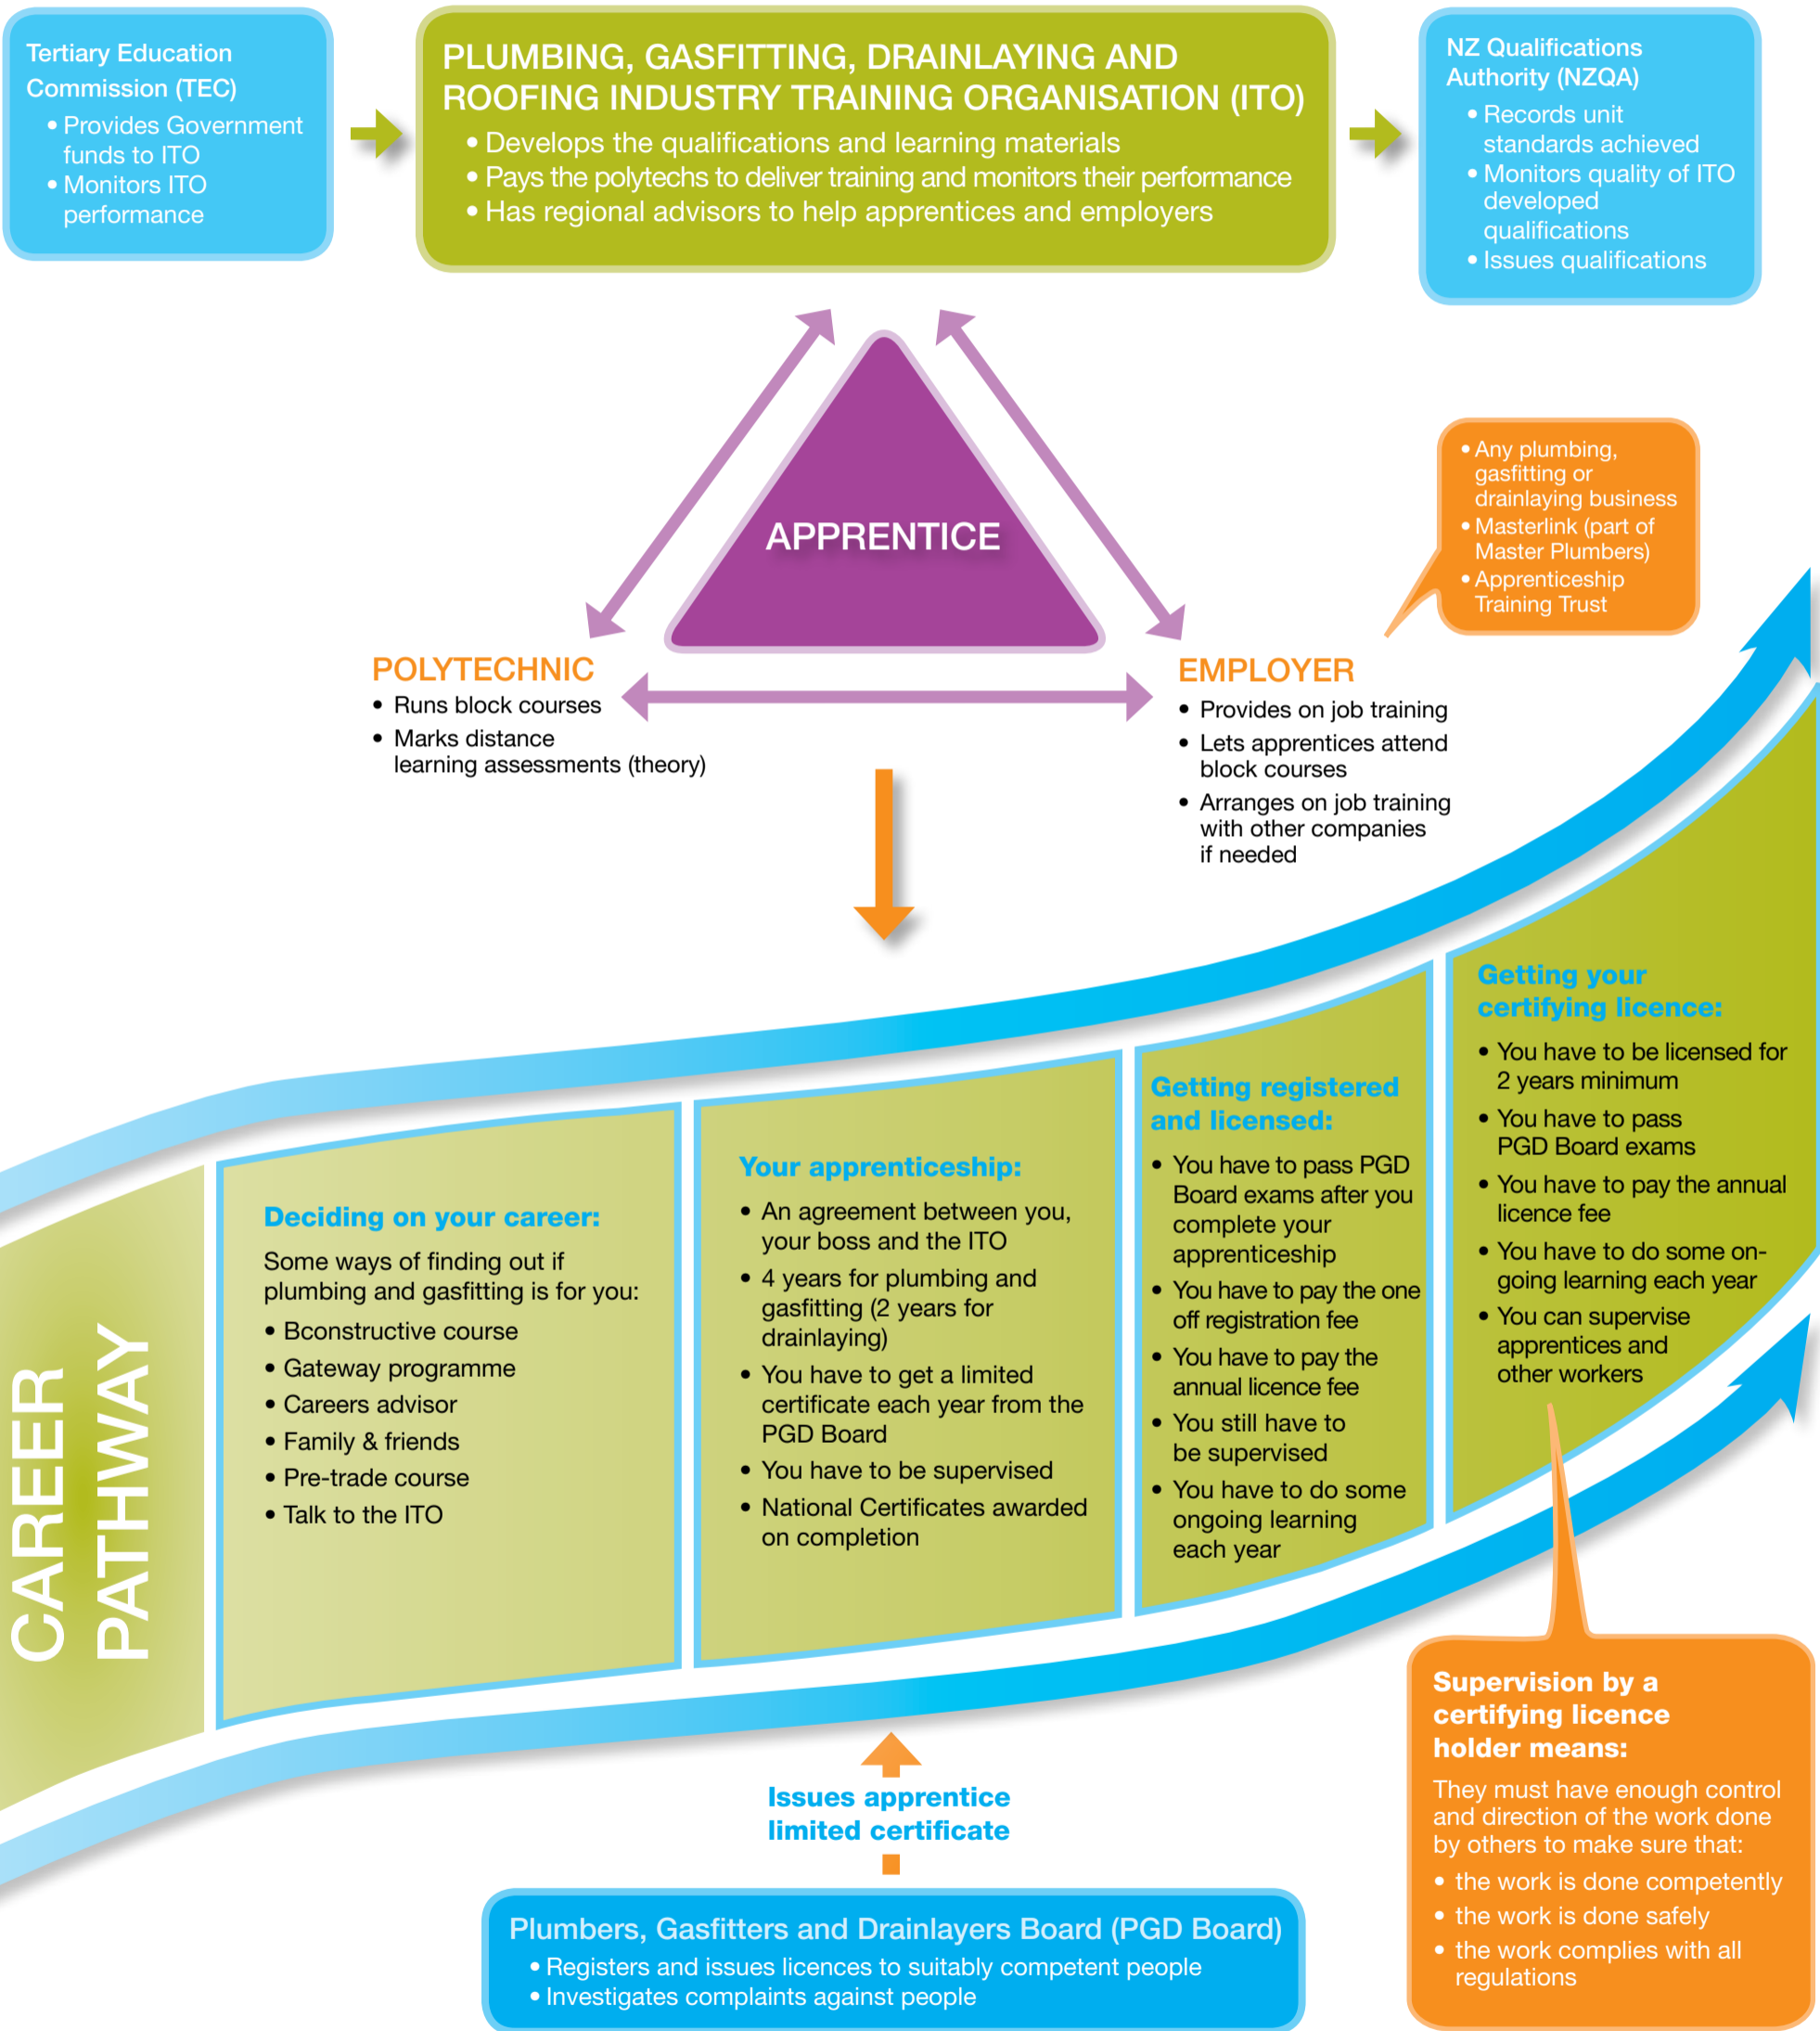 Tertiary Education
Commission (TEC)
• Provides Government
funds to ITO
• Monitors ITO
performance
PLUMBING, GASFITTING, DRAINLAYING AND
ROOFING INDUSTRY TRAINING ORGANISATION (ITO)
• Develops the qualifications and learning materials
• Pays the polytechs to deliver training and monitors their performance
• Has regional advisors to help apprentices and employers
NZ Qualifications
Authority (NZQA)
• Records unit
standards achieved
• Monitors quality of ITO
developed
qualifications
• Issues qualifications
APPRENTICE
• Any plumbing,
gasfitting or
drainlaying business
• Masterlink (part of
Master Plumbers)
• Apprenticeship
Training Trust
POLYTECHNIC
• Runs block courses
• Marks distance
learning assessments (theory)
EMPLOYER
• Provides on job training
• Lets apprentices attend
block courses
• Arranges on job training
with other companies
if needed
CAREER
PATHWAY
Deciding on your career:
Some ways of finding out if
plumbing and gasfitting is for you:
• Bconstructive course
• Gateway programme
• Careers advisor
• Family & friends
• Pre-trade course
• Talk to the ITO
Your apprenticeship:
• An agreement between you,
your boss and the ITO
• 4 years for plumbing and
gasfitting (2 years for
drainlaying)
• You have to get a limited
certificate each year from the
PGD Board
• You have to be supervised
• National Certificates awarded
on completion
Getting registered
and licensed:
• You have to pass PGD
Board exams after you
complete your
apprenticeship
• You have to pay the one
off registration fee
• You have to pay the
annual licence fee
• You still have to
be supervised
• You have to do some
ongoing learning
each year
Getting your
certifying licence:
• You have to be licensed for
2 years minimum
• You have to pass
PGD Board exams
• You have to pay the annual
licence fee
• You have to do some on-
going learning each year
• You can supervise
apprentices and
other workers
Supervision by a
certifying licence
holder means:
They must have enough control
and direction of the work done
by others to make sure that:
• the work is done competently
• the work is done safely
• the work complies with all
regulations
Issues apprentice
limited certificate
Plumbers, Gasfitters and Drainlayers Board (PGD Board)
• Registers and issues licences to suitably competent people
• Investigates complaints against people